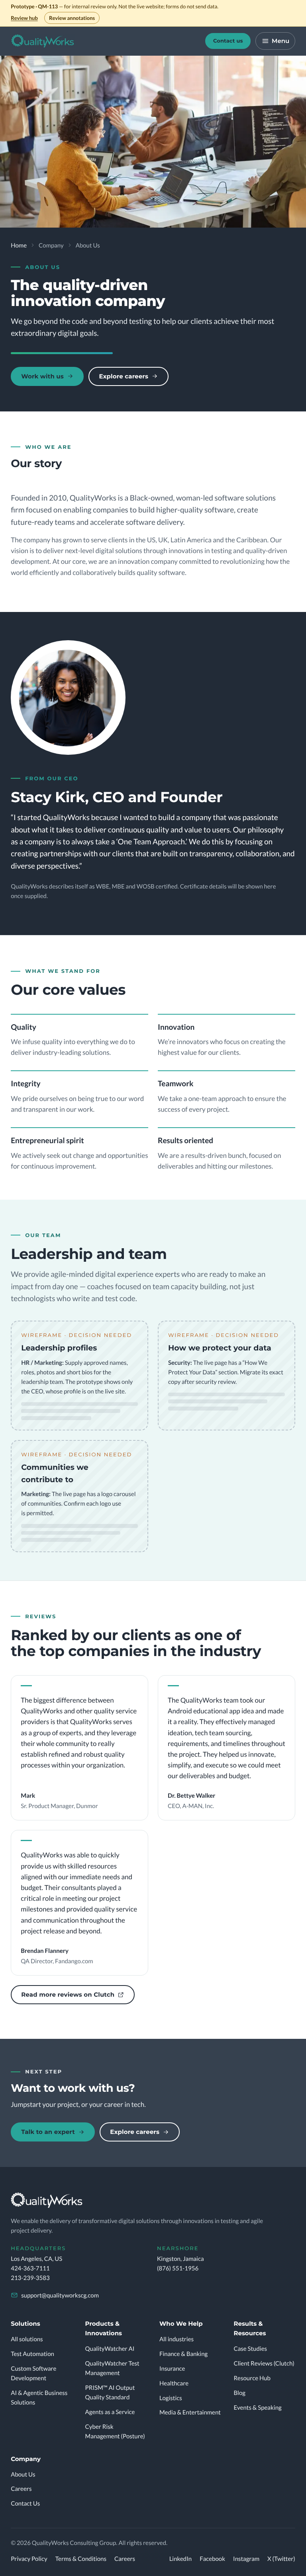 Prototype · QM-113 — for internal review only. Not the live website; forms do not send data.
Review hub
Review annotations
QualityWorks
Contact us
Menu
Home › Company › About Us
ABOUT US
The quality-driven
innovation company
We go beyond the code and beyond testing to help our clients achieve their most
extraordinary digital goals.
Work with us →
Explore careers →
WHO WE ARE
Our story
Founded in 2010, QualityWorks is a Black-owned, woman-led software solutions
firm focused on enabling companies to build higher-quality software, create
future-ready teams and accelerate software delivery.
The company has grown to serve clients in the US, UK, Latin America and the Caribbean. Our
vision is to deliver next-level digital solutions through innovations in testing and quality-driven
development. At our core, we are an innovation company committed to revolutionizing how the
world efficiently and collaboratively builds quality software.
FROM OUR CEO
Stacy Kirk, CEO and Founder
“I started QualityWorks because I wanted to build a company that was passionate
about what it takes to deliver continuous quality and value to users. Our philosophy
as a company is to always take a ‘One Team Approach.’ We do this by focusing on
creating partnerships with our clients that are built on transparency, collaboration, and
diverse perspectives.”
QualityWorks describes itself as WBE, MBE and WOSB certified. Certificate details will be shown here
once supplied.
WHAT WE STAND FOR
Our core values
Quality
We infuse quality into everything we do to
deliver industry-leading solutions.
Innovation
We're innovators who focus on creating the
highest value for our clients.
Integrity
We pride ourselves on being true to our word
and transparent in our work.
Teamwork
We take a one-team approach to ensure the
success of every project.
Entrepreneurial spirit
We actively seek out change and opportunities
for continuous improvement.
Results oriented
We are a results-driven bunch, focused on
deliverables and hitting our milestones.
OUR TEAM
Leadership and team
We provide agile-minded digital experience experts who are ready to make an
impact from day one — coaches focused on team capacity building, not just
technologists who write and test code.
WIREFRAME · DECISION NEEDED
Leadership profiles
HR / Marketing: Supply approved names,
roles, photos and short bios for the
leadership team. The prototype shows only
the CEO, whose profile is on the live site.
WIREFRAME · DECISION NEEDED
How we protect your data
Security: The live page has a “How We
Protect Your Data” section. Migrate its exact
copy after security review.
WIREFRAME · DECISION NEEDED
Communities we
contribute to
Marketing: The live page has a logo carousel
of communities. Confirm each logo use
is permitted.
REVIEWS
Ranked by our clients as one of
the top companies in the industry
The biggest difference between
QualityWorks and other quality service
providers is that QualityWorks serves
as a group of experts, and they leverage
their whole community to really
establish refined and robust quality
processes within your organization.
Mark
Sr. Product Manager, Dunmor
The QualityWorks team took our
Android educational app idea and made
it a reality. They effectively managed
ideation, tech team sourcing,
requirements, and timelines throughout
the project. They helped us innovate,
simplify, and execute so we could meet
our deliverables and budget.
Dr. Bettye Walker
CEO, A-MAN, Inc.
QualityWorks was able to quickly
provide us with skilled resources
aligned with our immediate needs and
budget. Their consultants played a
critical role in meeting our project
milestones and provided quality service
and communication throughout the
project release and beyond.
Brendan Flannery
QA Director, Fandango.com
Read more reviews on Clutch
NEXT STEP
Want to work with us?
Jumpstart your project, or your career in tech.
Talk to an expert →
Explore careers →
QualityWorks
We enable the delivery of transformative digital solutions through innovations in testing and agile
project delivery.
HEADQUARTERS
Los Angeles, CA, US
424-363-7111
213-239-3583
NEARSHORE
Kingston, Jamaica
(876) 551-1956
support@qualityworkscg.com
Solutions
All solutions
Test Automation
Custom Software
Development
AI & Agentic Business
Solutions
Products &
Innovations
QualityWatcher AI
QualityWatcher Test
Management
PRISM™ AI Output
Quality Standard
Agents as a Service
Cyber Risk
Management (Posture)
Who We Help
All industries
Finance & Banking
Insurance
Healthcare
Logistics
Media & Entertainment
Results &
Resources
Case Studies
Client Reviews (Clutch)
Resource Hub
Blog
Events & Speaking
Company
About Us
Careers
Contact Us
© 2026 QualityWorks Consulting Group. All rights reserved.
Privacy Policy Terms & Conditions Careers
LinkedIn Facebook Instagram X (Twitter)